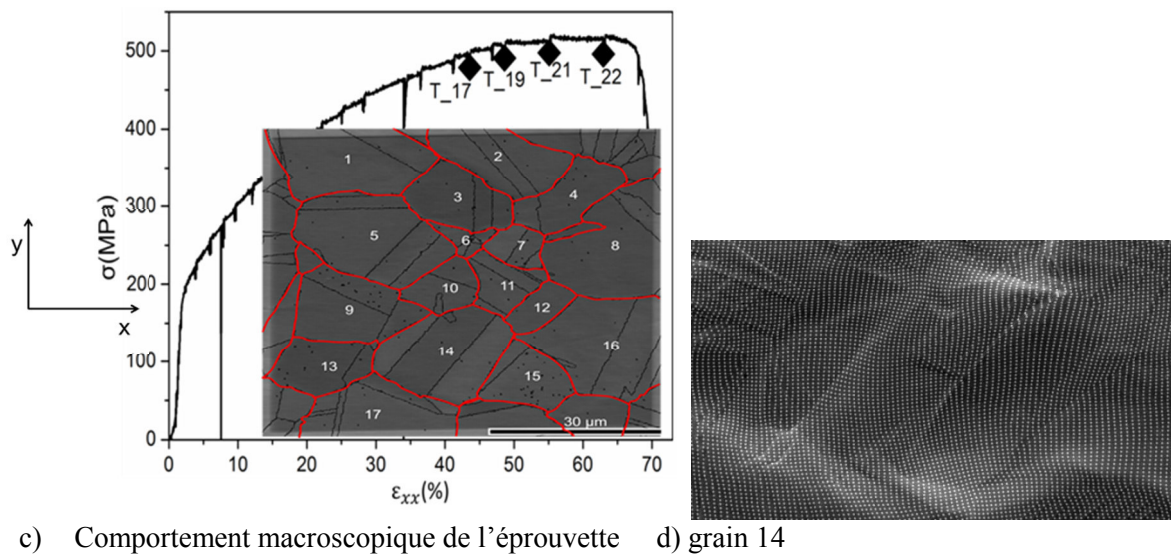 500
400
300
200
100
0
σ(MPa)
y
x
T_17
T_19
T_21
T_22
1
2
3
4
5
6
7
8
9
10
11
12
13
14
15
16
17
30 µm
0 10 20 30 40 50 60 70
εxx(%)
c) Comportement macroscopique de l’éprouvette d) grain 14